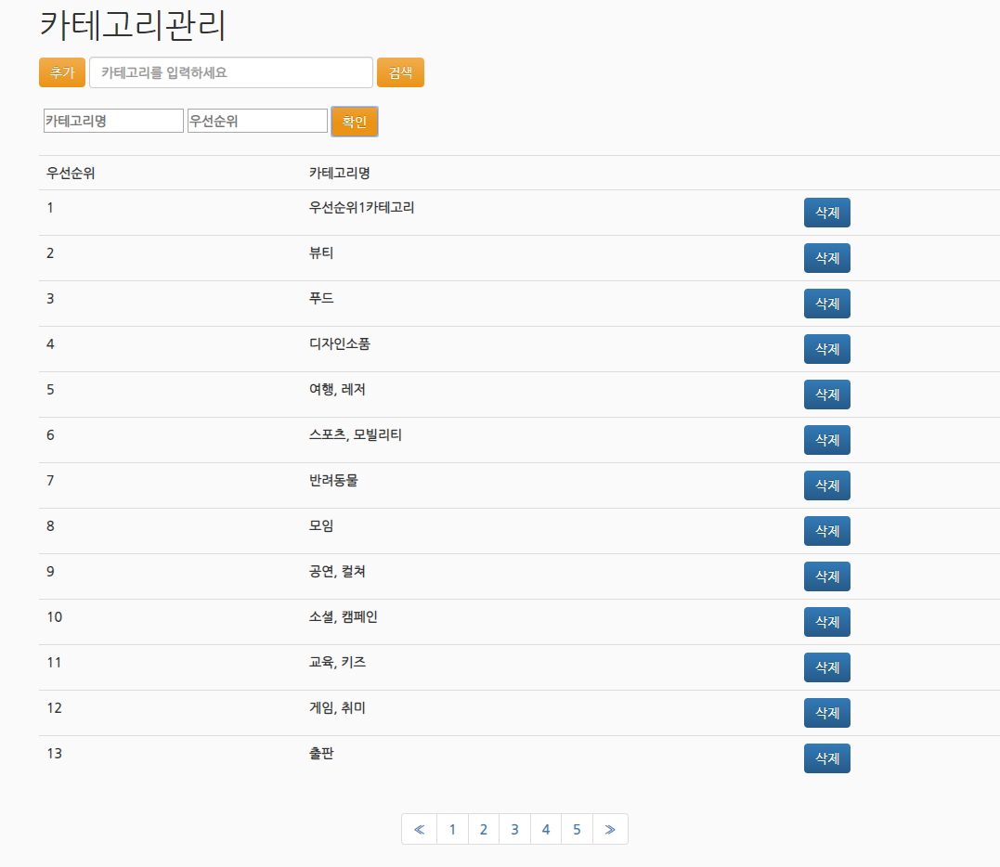 카테고리관리
추가 카테고리를 입력하세요 검색
카테고리명 우선순위 확인
우선순위 카테고리명
1 우선순위1카테고리 삭제
2 뷰티 삭제
3 푸드 삭제
4 디자인소품 삭제
5 여행, 레저 삭제
6 스포츠, 모빌리티 삭제
7 반려동물 삭제
8 모임 삭제
9 공연, 컬쳐 삭제
10 소셜, 캠페인 삭제
11 교육, 키즈 삭제
12 게임, 취미 삭제
13 출판 삭제
≪ 1 2 3 4 5 ≫